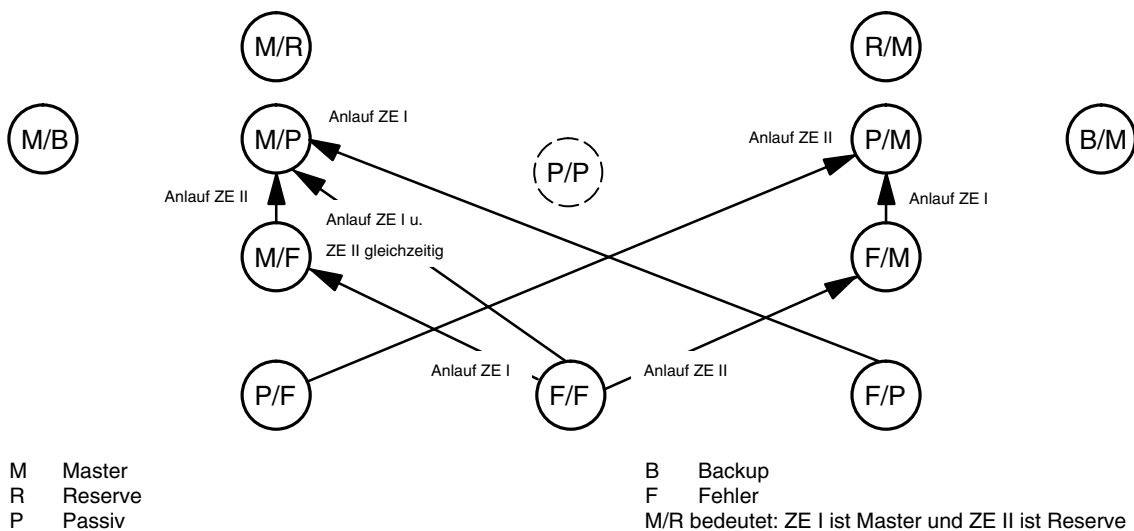 M/R
R/M
M/B
M/P
Anlauf ZE I
P/P
Anlauf ZE II
P/M
B/M
Anlauf ZE II
Anlauf ZE I u.
ZE II gleichzeitig
Anlauf ZE I
M/F
F/M
Anlauf ZE I
Anlauf ZE II
P/F
F/F
F/P
M Master
R Reserve
P Passiv
B Backup
F Fehler
M/R bedeutet: ZE I ist Master und ZE II ist Reserve